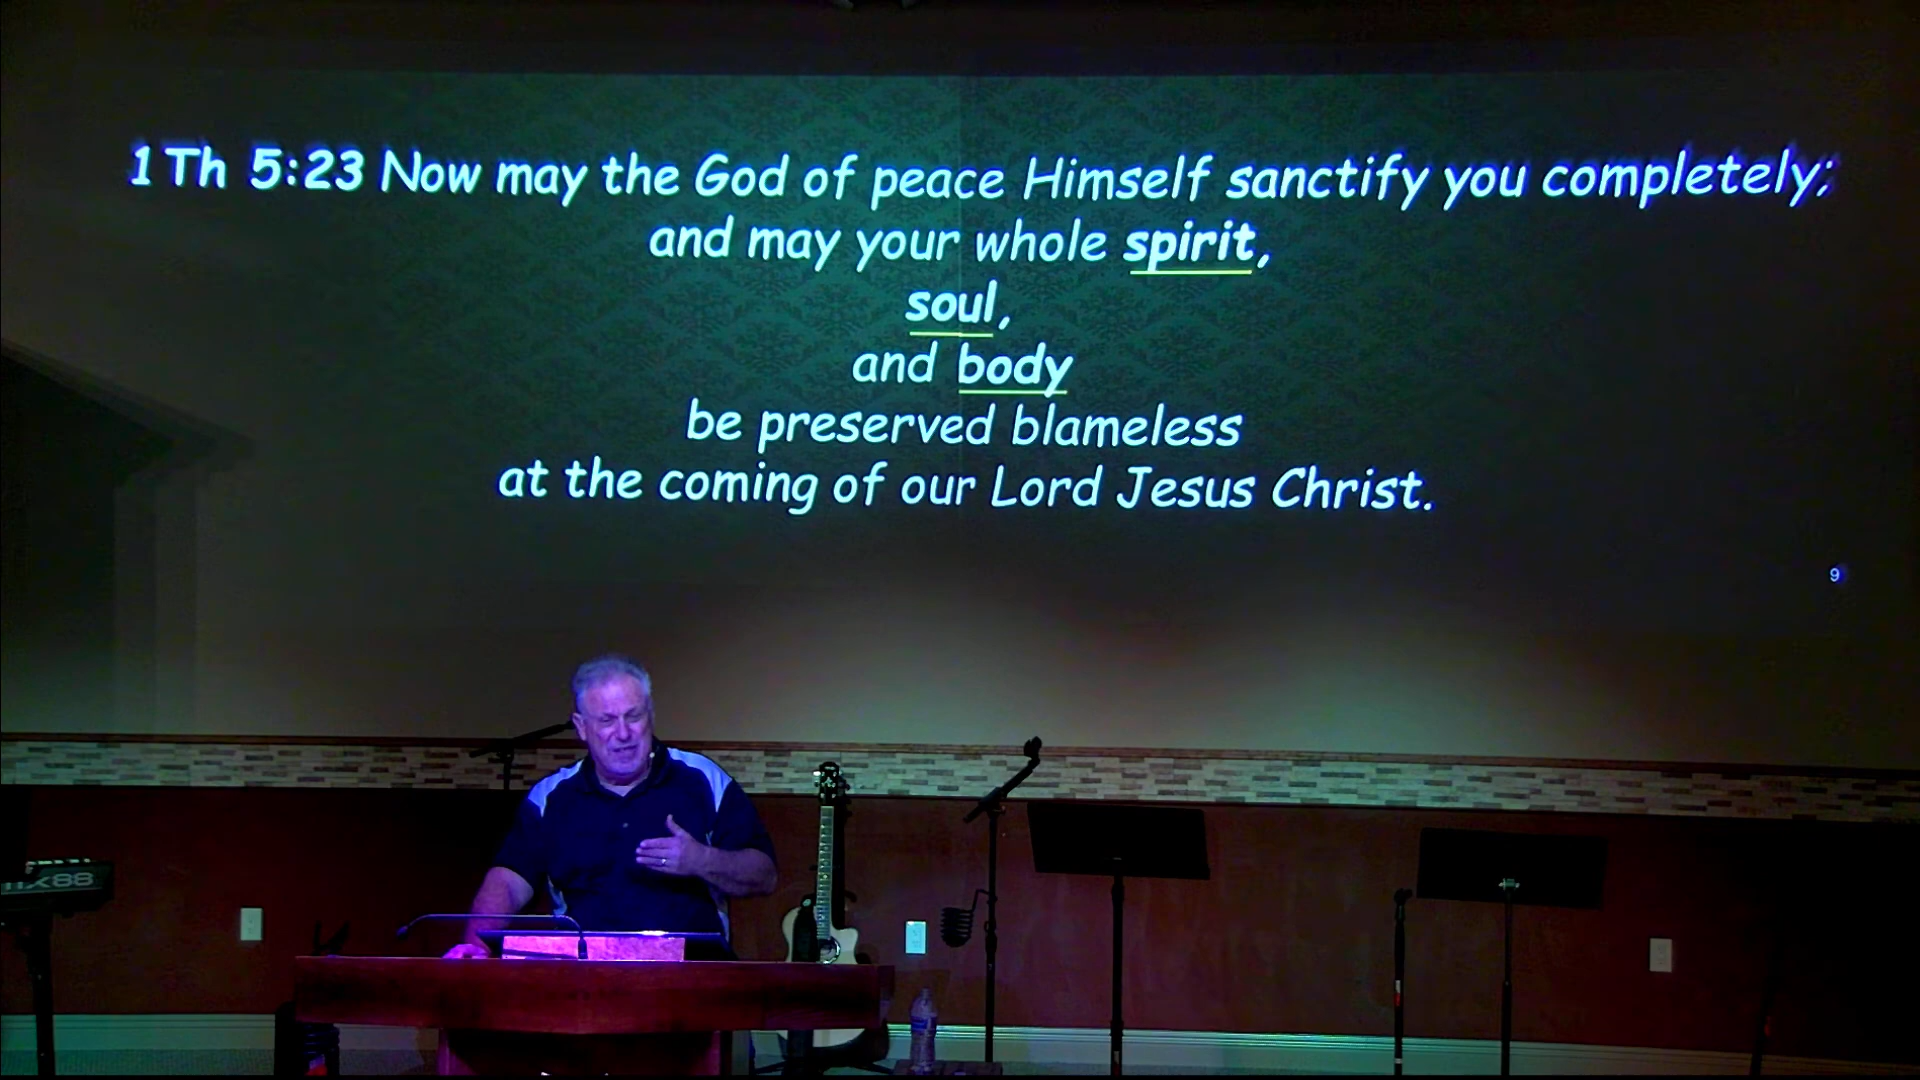 1 Th 5:23 Now may the God of peace Himself sanctify you completely;
and may your whole spirit,
soul,
and body
be preserved blameless
at the coming of our Lord Jesus Christ.
9
x88